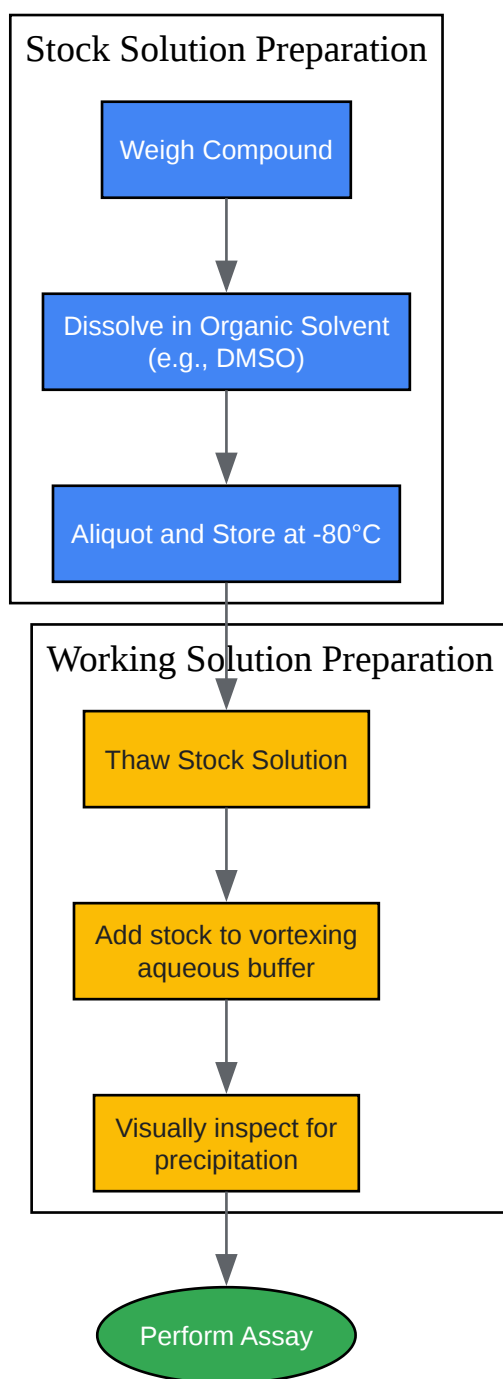 Stock Solution Preparation
Weigh Compound
Dissolve in Organic Solvent
(e.g., DMSO)
Aliquot and Store at -80°C
Working Solution Preparation
Thaw Stock Solution
Add stock to vortexing
aqueous buffer
Visually inspect for
precipitation
Perform Assay